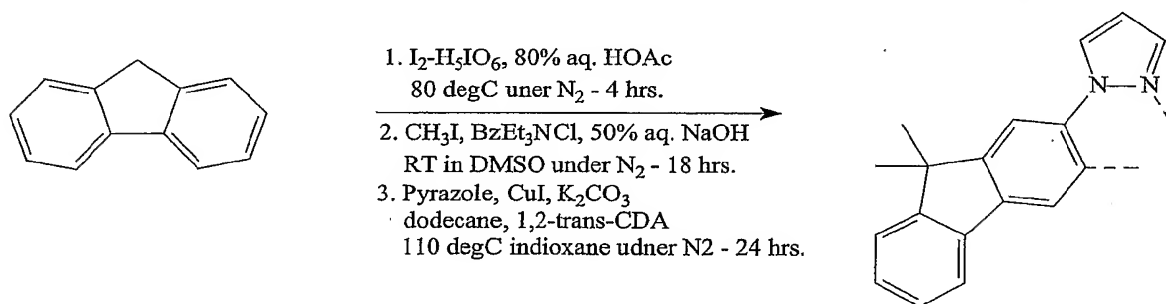 1. I₂-H₅IO₆, 80% aq. HOAc
80 degC uner N₂ - 4 hrs.
2. CH₃I, BzEt₃NCl, 50% aq. NaOH
RT in DMSO under N₂ - 18 hrs.
3. Pyrazole, CuI, K₂CO₃
dodecane, 1,2-trans-CDA
110 degC indioxane udner N2 - 24 hrs.
N N